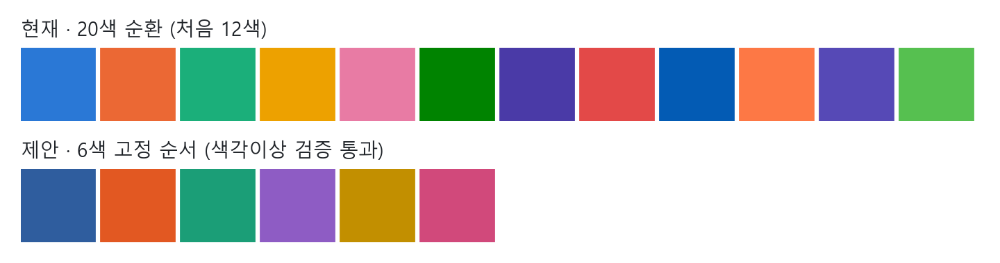 현재 · 20색 순환 (처음 12색)
제안 · 6색 고정 순서 (색각이상 검증 통과)